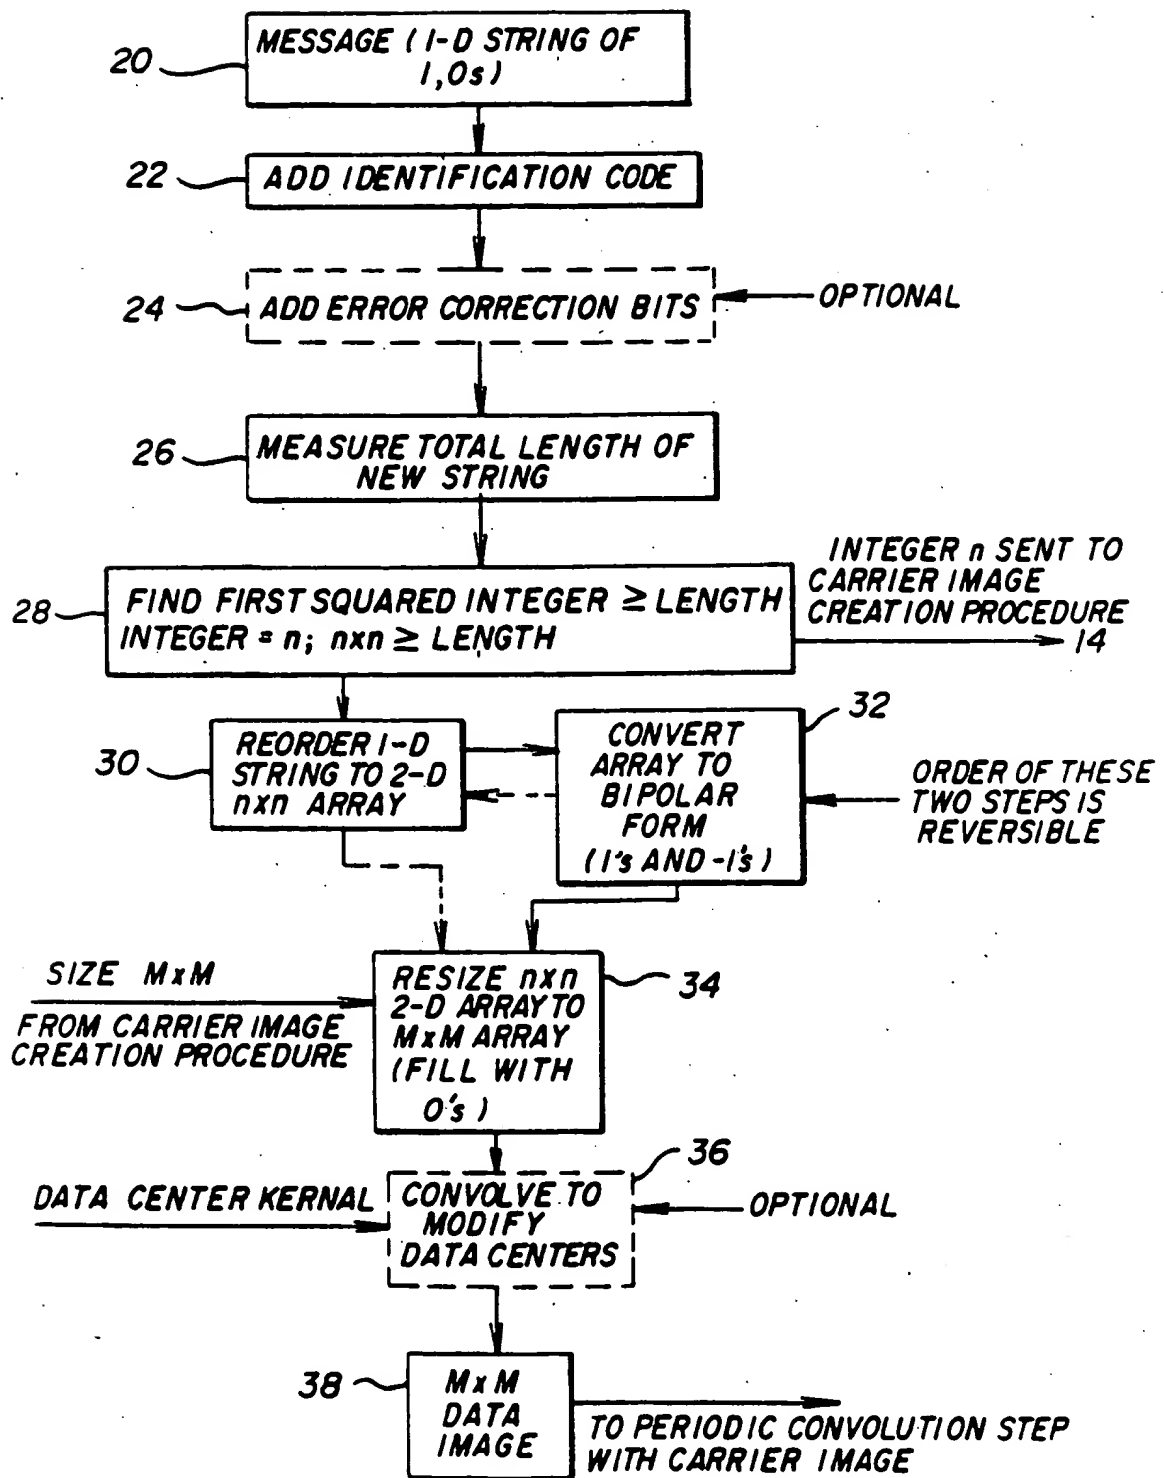 MESSAGE (1-D STRING OF
1,0s)
20
22
ADD IDENTIFICATION CODE
24
ADD ERROR CORRECTION BITS
OPTIONAL
26
MEASURE TOTAL LENGTH OF
NEW STRING
INTEGER n SENT TO
CARRIER IMAGE
CREATION PROCEDURE
14
28
FIND FIRST SQUARED INTEGER ≥ LENGTH
INTEGER = n; nxn ≥ LENGTH
30
REORDER 1-D
STRING TO 2-D
nxn ARRAY
32
CONVERT
ARRAY TO
BIPOLAR
FORM
(1's AND -1's)
ORDER OF THESE
TWO STEPS IS
REVERSIBLE
SIZE MxM
FROM CARRIER IMAGE
CREATION PROCEDURE
RESIZE nxn
2-D ARRAY TO
MxM ARRAY
(FILL WITH
0's)
34
36
DATA CENTER KERNAL
CONVOLVE TO
MODIFY
DATA CENTERS
OPTIONAL
38
MxM
DATA
IMAGE
TO PERIODIC CONVOLUTION STEP
WITH CARRIER IMAGE